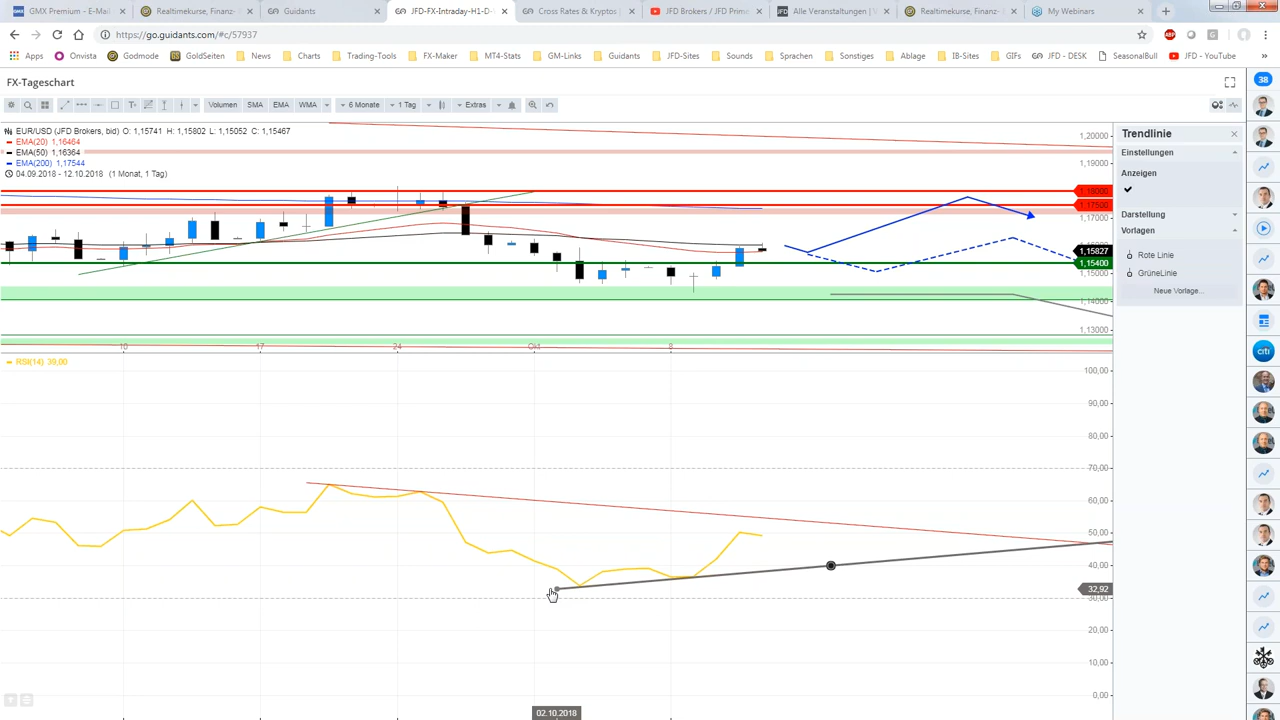 GMX Premium - E-Mai
Realtimekurse, Finanz-
Guidants
JFD-FX-Intraday-H1-D-
Cross Rates & Kryptos
JFD Brokers / JFD Prime
Alle Veranstaltungen | V
Realtimekurse, Finanz-
My Webinars
https://go.guidants.com/#c/57937
Apps
Onvista
Godmode
GoldSeiten
News
Charts
Trading-Tools
FX-Maker
MT4-Stats
GM-Links
Guidants
JFD-Sites
Sounds
Sprachen
Sonstiges
Ablage
IB-Sites
GIFs
JFD - DESK
SeasonalBull
JFD - YouTube
FX-Tageschart
38
Volumen
SMA
EMA
WMA
6 Monate
1 Tag
Extras
EUR/USD (JFD Brokers, bid) O: 1,15741 H: 1,15802 L: 1,15052 C: 1,15467
EMA(20) 1,16464
EMA(50) 1,16364
EMA(200) 1,17544
04.09.2018 - 12.10.2018 (1 Monat, 1 Tag)
1,20000
1,19000
1,18000
1,17500
1,17000
1,15827
1,15400
1,15000
1,14000
1,13000
10
17
24
Okt
8
RSI(14) 39,00
100,00
90,00
80,00
70,00
60,00
50,00
40,00
32,92
30,00
20,00
10,00
0,00
02.10.2018
Trendlinie
Einstellungen
Anzeigen
Darstellung
Vorlagen
Rote Linie
GrüneLinie
Neue Vorlage...
citi